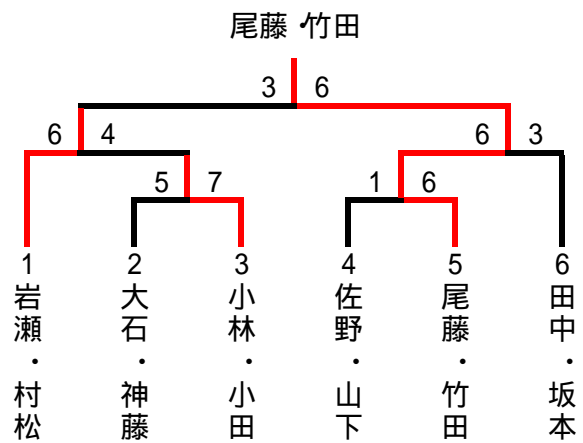 尾藤・竹田
3 6
6 4 6 3
5 7 1 6
1 2 3 4 5 6
岩瀬・村松
大石・神藤
小林・小田
佐野・山下
尾藤・竹田
田中・坂本